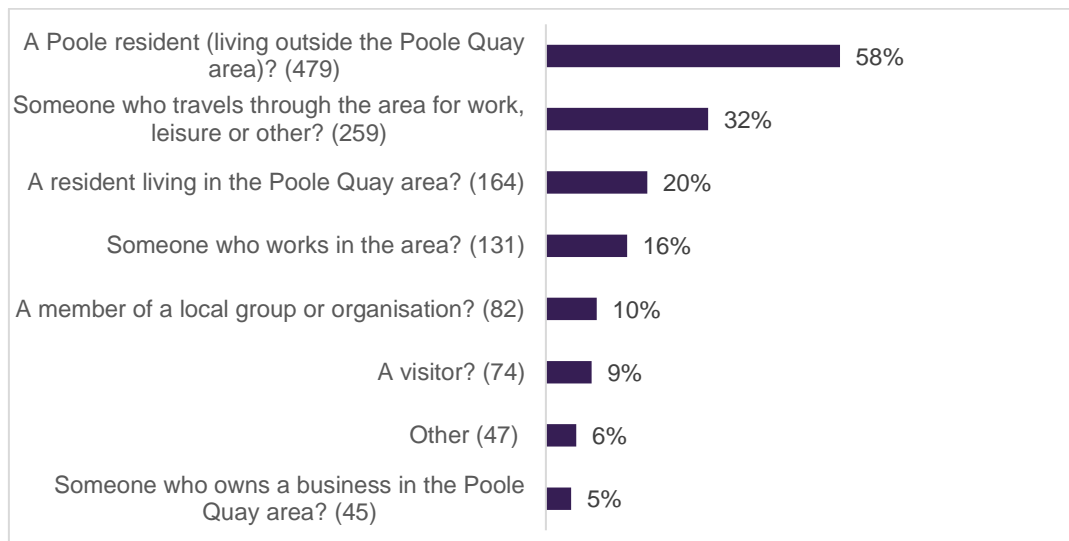 A Poole resident (living outside the Poole Quay
area)? (479)
58%
Someone who travels through the area for work,
leisure or other? (259)
32%
A resident living in the Poole Quay area? (164)
20%
Someone who works in the area? (131)
16%
A member of a local group or organisation? (82)
10%
A visitor? (74)
9%
Other (47)
6%
Someone who owns a business in the Poole
Quay area? (45)
5%